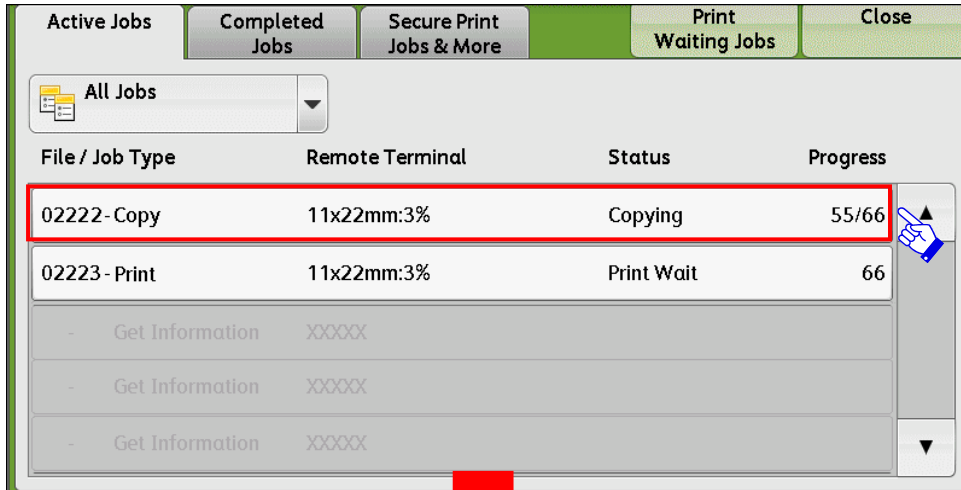 Active Jobs
Completed
Jobs
Secure Print
Jobs & More
Print
Waiting Jobs
Close
All Jobs
File / Job Type Remote Terminal Status Progress
02222- Copy 11x22mm:3% Copying 55/66
02223 - Print 11x22mm:3% Print Wait 66
- Get Information XXXXX
- Get Information XXXXX
- Get Information XXXXX